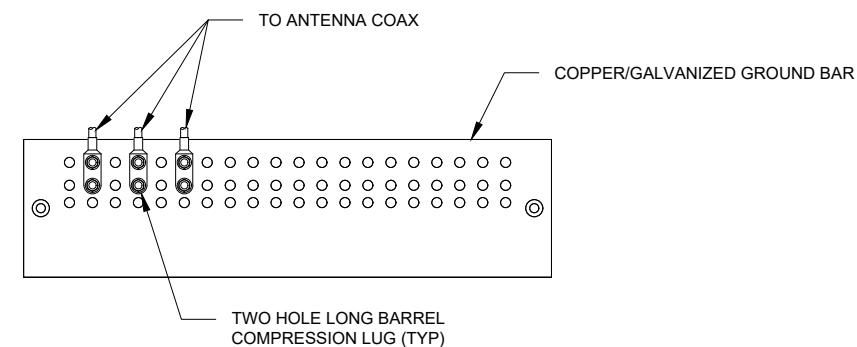 TO ANTENNA COAX
COPPER/GALVANIZED GROUND BAR
TWO HOLE LONG BARREL
COMPRESSION LUG (TYP)